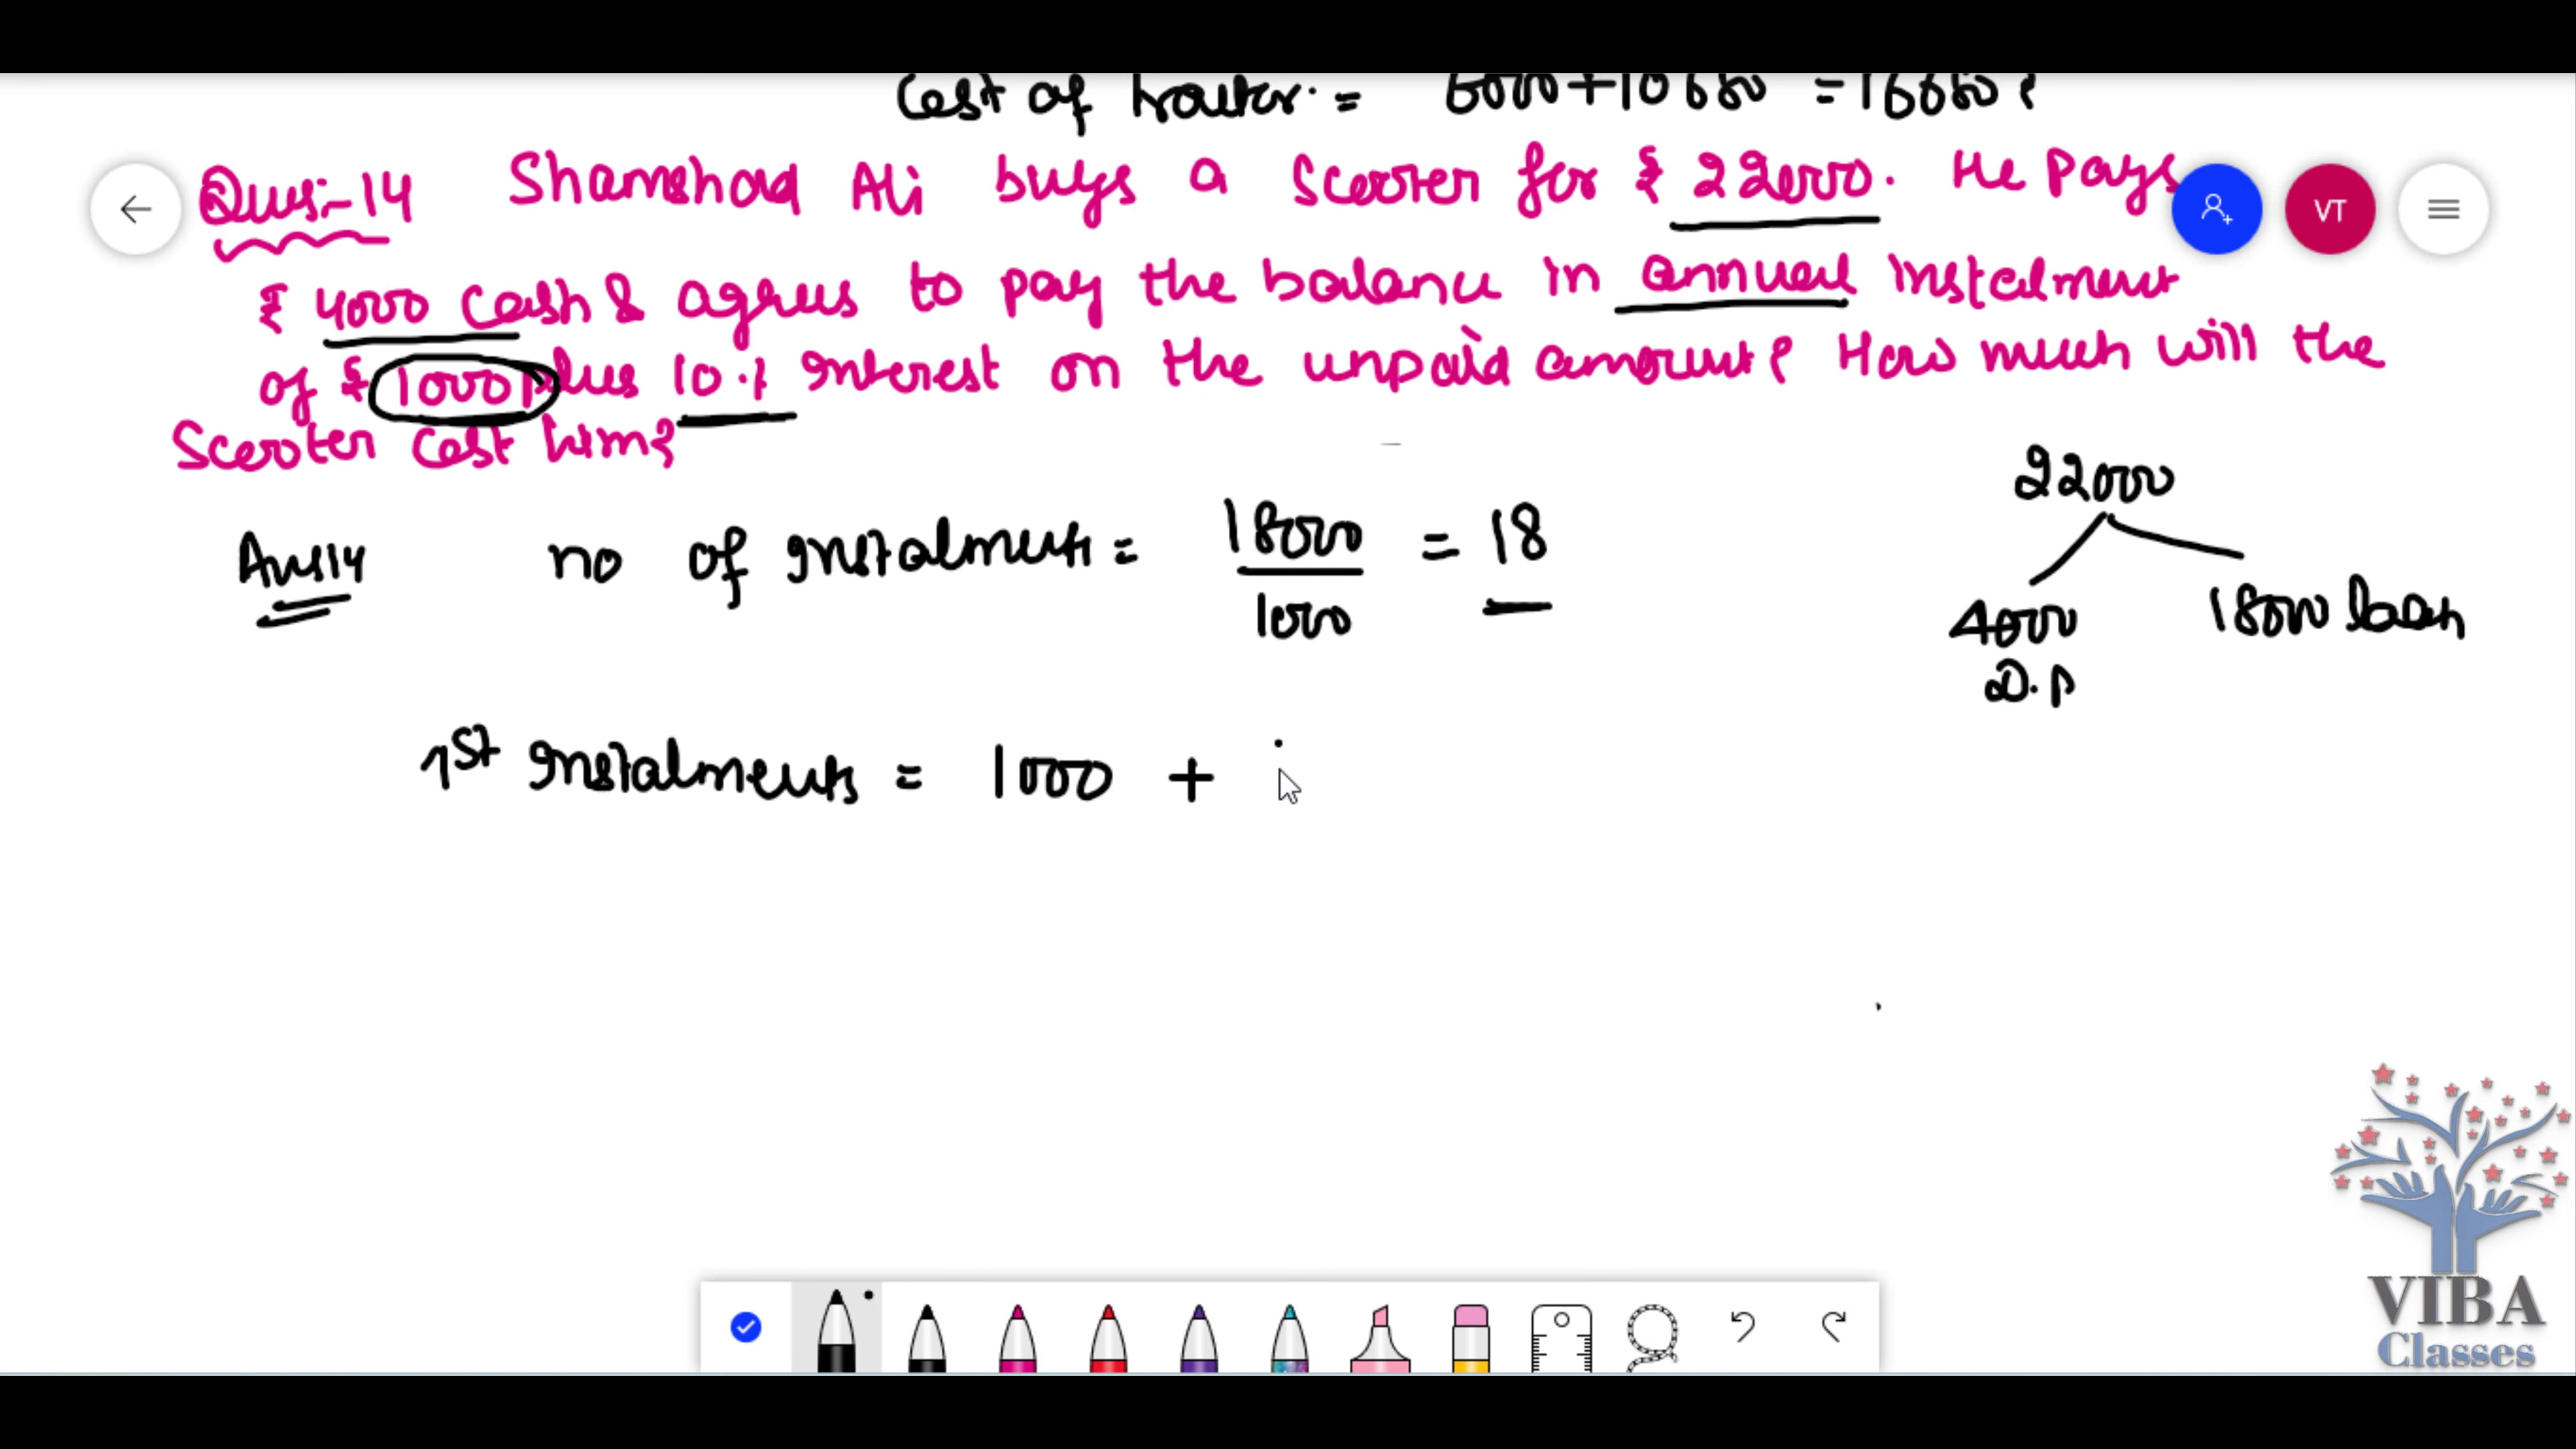 Cost of tractor. = 6000+10680 = 16680 ₹
Ques:-14 Shamshad Ali buys a Scooter for ₹ 22000. He pays
VT
₹ 4000 Cash & agrees to pay the balance in annual instalment
of ₹ 1000 plus 10 % interest on the unpaid amount? How much will the
Scooter Cost him?
22000
Ans14 no of instalments = 18000 / 1000 = 18
4000 18000 loan
D.P
1st instalments = 1000 +
VIBA
Classes